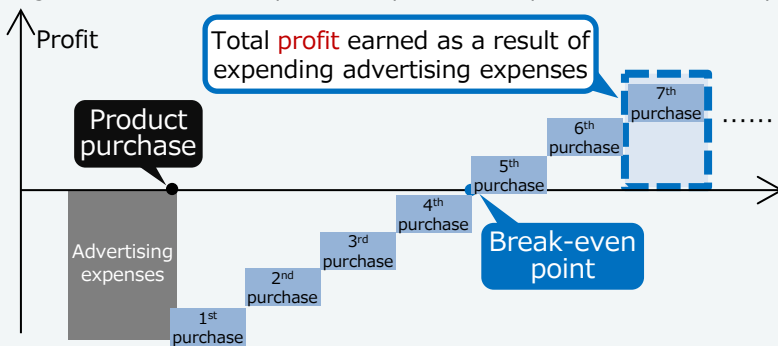 Profit
Total profit earned as a result of
expending advertising expenses
Product
purchase
7th
purchase
......
6th
purchase
5th
purchase
4th
purchase
Break-even
point
3rd
purchase
Advertising
expenses
2nd
purchase
1st
purchase